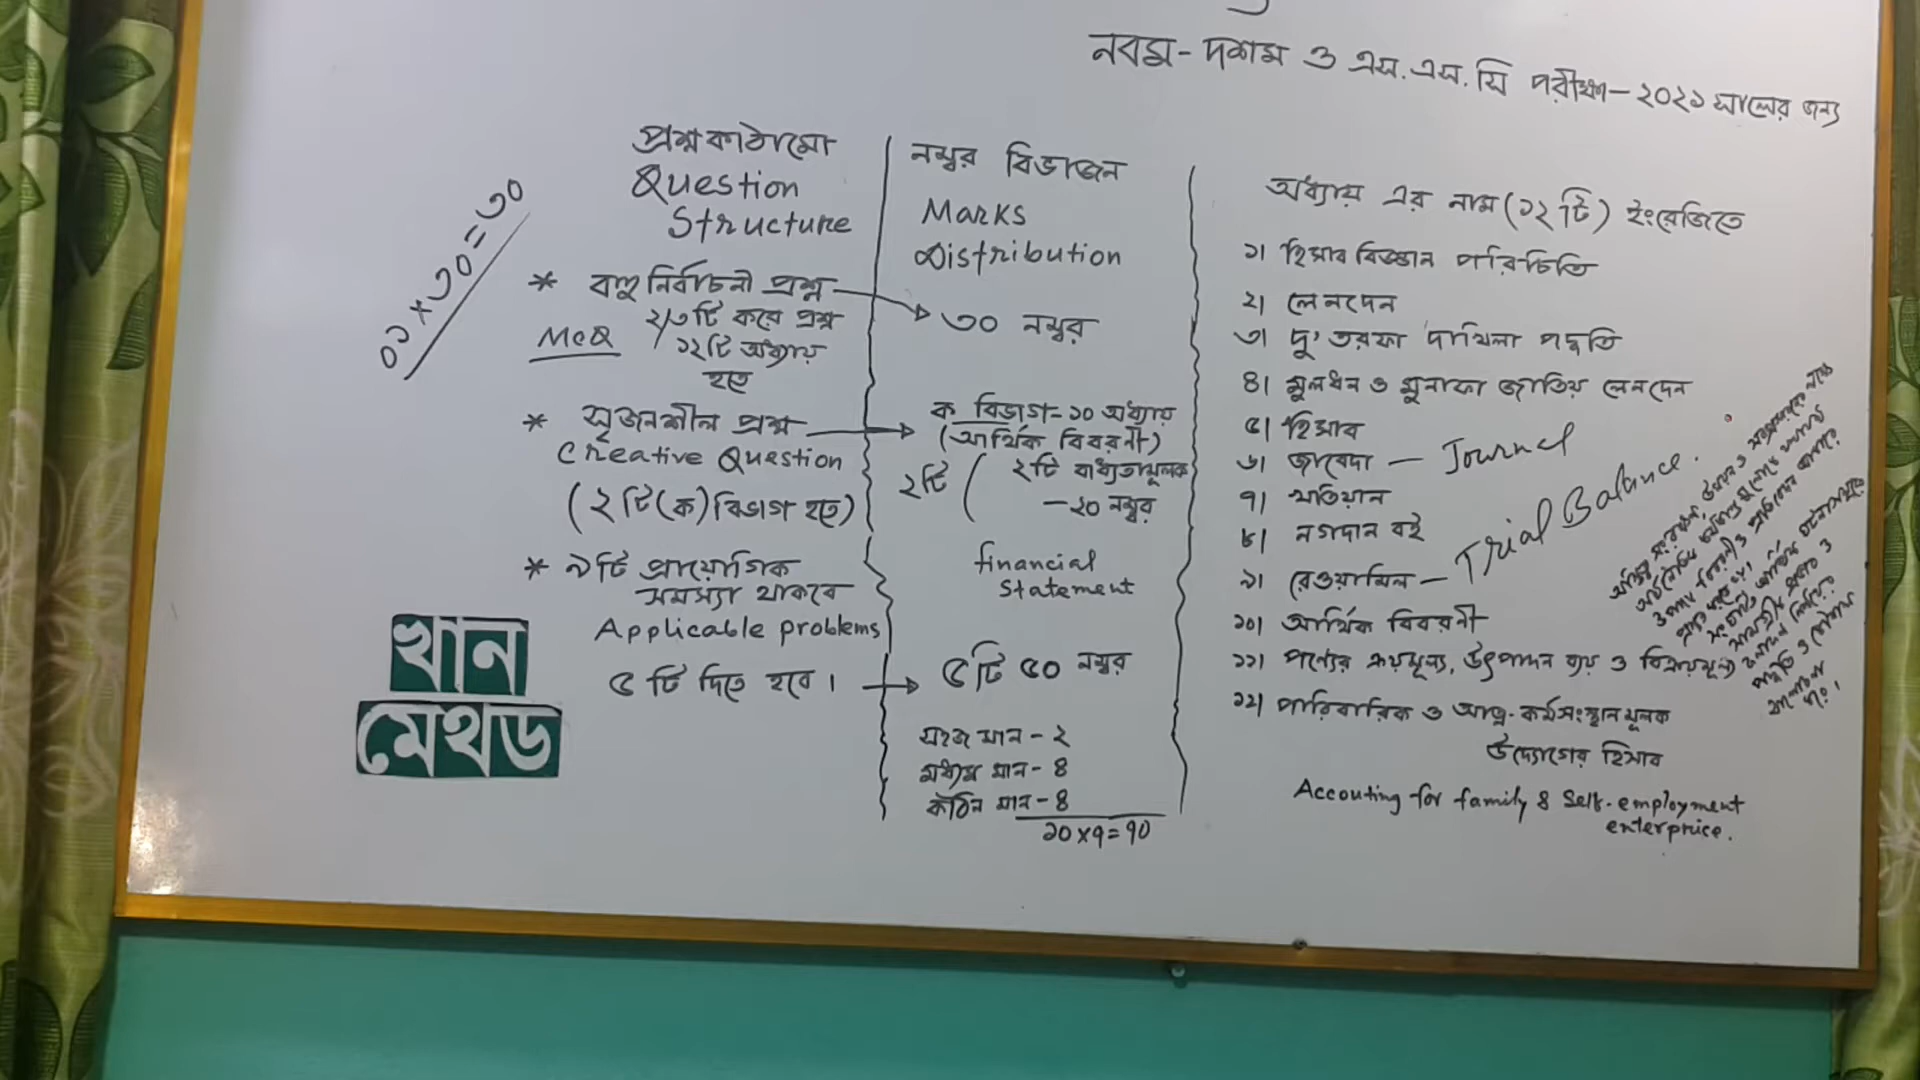 নবম - দশম ও এস.এস.সি পরীক্ষা - ২০২১ সালের জন্য
প্রশ্নকাঠামো
Question
Structure
০১ × ৩০ = ৩০
* বহু নির্বাচনী প্রশ্ন
MCQ
২/৩টি করে প্রশ্ন
১২টি অধ্যায়
হতে
* সৃজনশীল প্রশ্ন
Creative Question
(২ টি (ক) বিভাগ হতে)
* ৯টি প্রায়োগিক
সমস্যা থাকবে
Applicable problems
৫ টি দিতে হবে।
খান
মেথড
নম্বর বিভাজন
Marks
Distribution
৩০ নম্বর
ক বিভাগ - ১০ অধ্যায়
(আর্থিক বিবরনী)
২টি ( ২টি বাধ্যতামূলক
- ২০ নম্বর
financial
Statement
৫টি ৫০ নম্বর
সহজ মান - ২
মধ্যম মান - ৪
কঠিন মান - ৪
১০ × ৭ = ৭০
অধ্যায় এর নাম (১২টি) ইংরেজিতে
১। হিসাব বিজ্ঞান পরিচিতি
২। লেনদেন
৩। দু'তরফা দাখিলা পদ্ধতি
৪। মুলধন ও মুনাফা জাতিয় লেনদেন
৫। হিসাব
৬। জাবেদা - Journel
৭। খতিয়ান
৮। নগদান বই
৯। রেওয়ামিল - Trial Balance.
১০। আর্থিক বিবরনী
১১। পণ্যের ক্রয়মূল্য, উৎপাদন ব্যয় ও বিক্রয়মূল্য
১২। পারিবারিক ও আত্ম-কর্মসংস্থান মূলক
উদ্যোগের হিসাব
Accouting for family & Self-employment
enterprice.